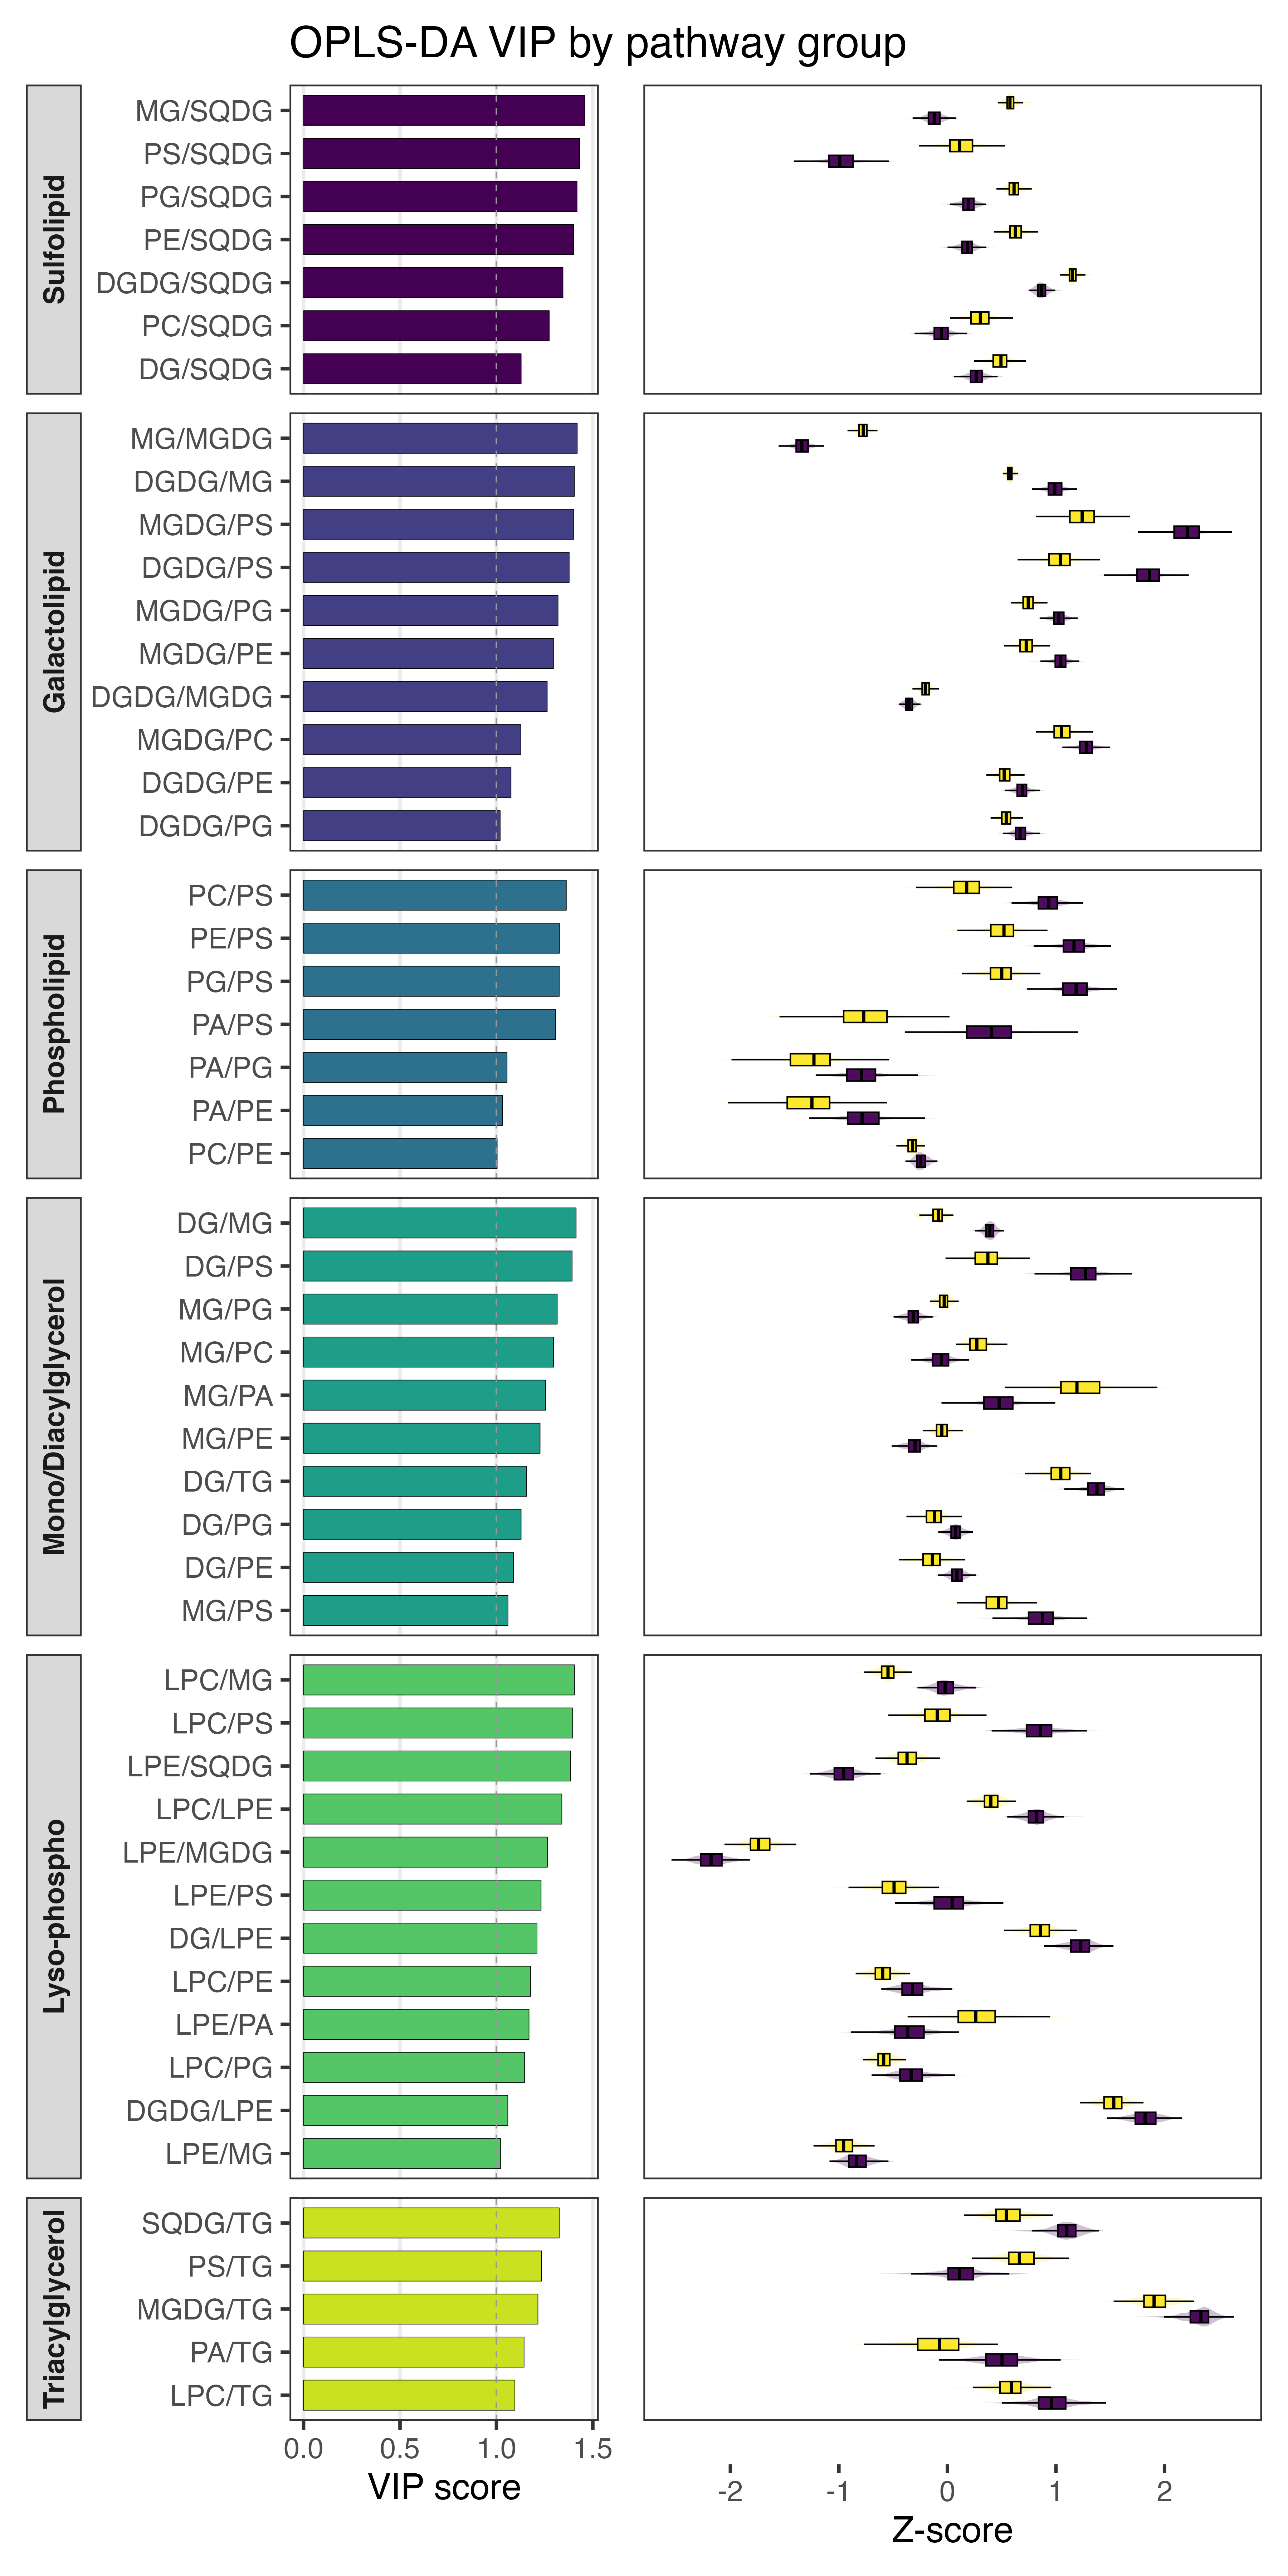 OPLS-DA VIP by pathway group
Sulfolipid
MG/SQDG
PS/SQDG
PG/SQDG
PE/SQDG
DGDG/SQDG
PC/SQDG
DG/SQDG
Galactolipid
MG/MGDG
DGDG/MG
MGDG/PS
DGDG/PS
MGDG/PG
MGDG/PE
DGDG/MGDG
MGDG/PC
DGDG/PE
DGDG/PG
Phospholipid
PC/PS
PE/PS
PG/PS
PA/PS
PA/PG
PA/PE
PC/PE
Mono/Diacylglycerol
DG/MG
DG/PS
MG/PG
MG/PC
MG/PA
MG/PE
DG/TG
DG/PG
DG/PE
MG/PS
Lyso-phospho
LPC/MG
LPC/PS
LPE/SQDG
LPC/LPE
LPE/MGDG
LPE/PS
DG/LPE
LPC/PE
LPE/PA
LPC/PG
DGDG/LPE
LPE/MG
Triacylglycerol
SQDG/TG
PS/TG
MGDG/TG
PA/TG
LPC/TG
0.0 0.5 1.0 1.5
VIP score
-2 -1 0 1 2
Z-score